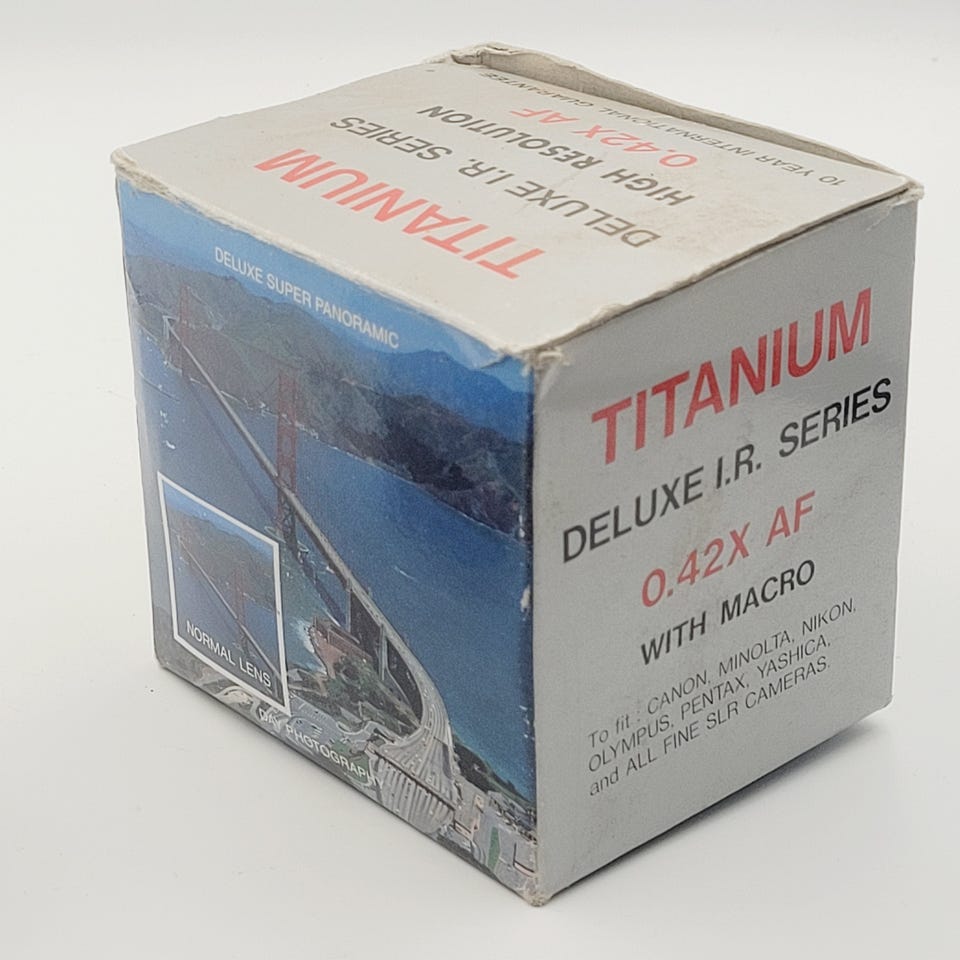 TITANIUM
DELUXE I.R. SERIES
HIGH RESOLUTION
0.42X AF
10 YEAR INTERNATIONAL GUARANTEE
DELUXE SUPER PANORAMIC
NORMAL LENS
DAY PHOTOGRAPHY
TITANIUM
DELUXE I.R. SERIES
0.42X AF
WITH MACRO
To fit : CANON, MINOLTA, NIKON,
OLYMPUS, PENTAX, YASHICA,
and ALL FINE SLR CAMERAS.